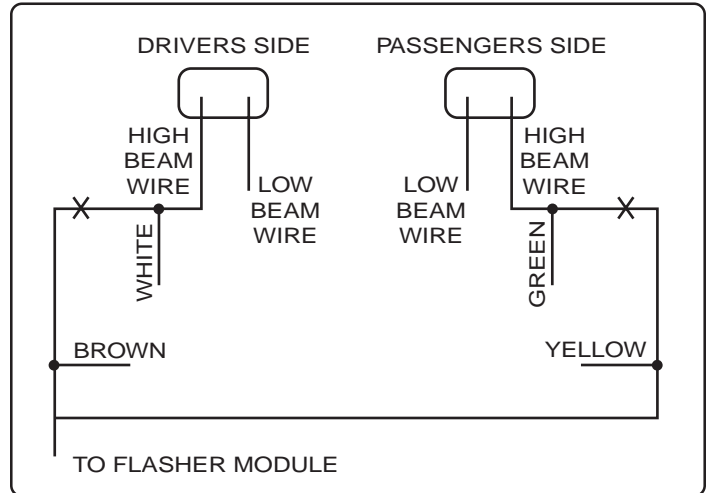 DRIVERS SIDE
PASSENGERS SIDE
HIGH
BEAM
WIRE
LOW
BEAM
WIRE
LOW
BEAM
WIRE
HIGH
BEAM
WIRE
WHITE
GREEN
BROWN
YELLOW
TO FLASHER MODULE